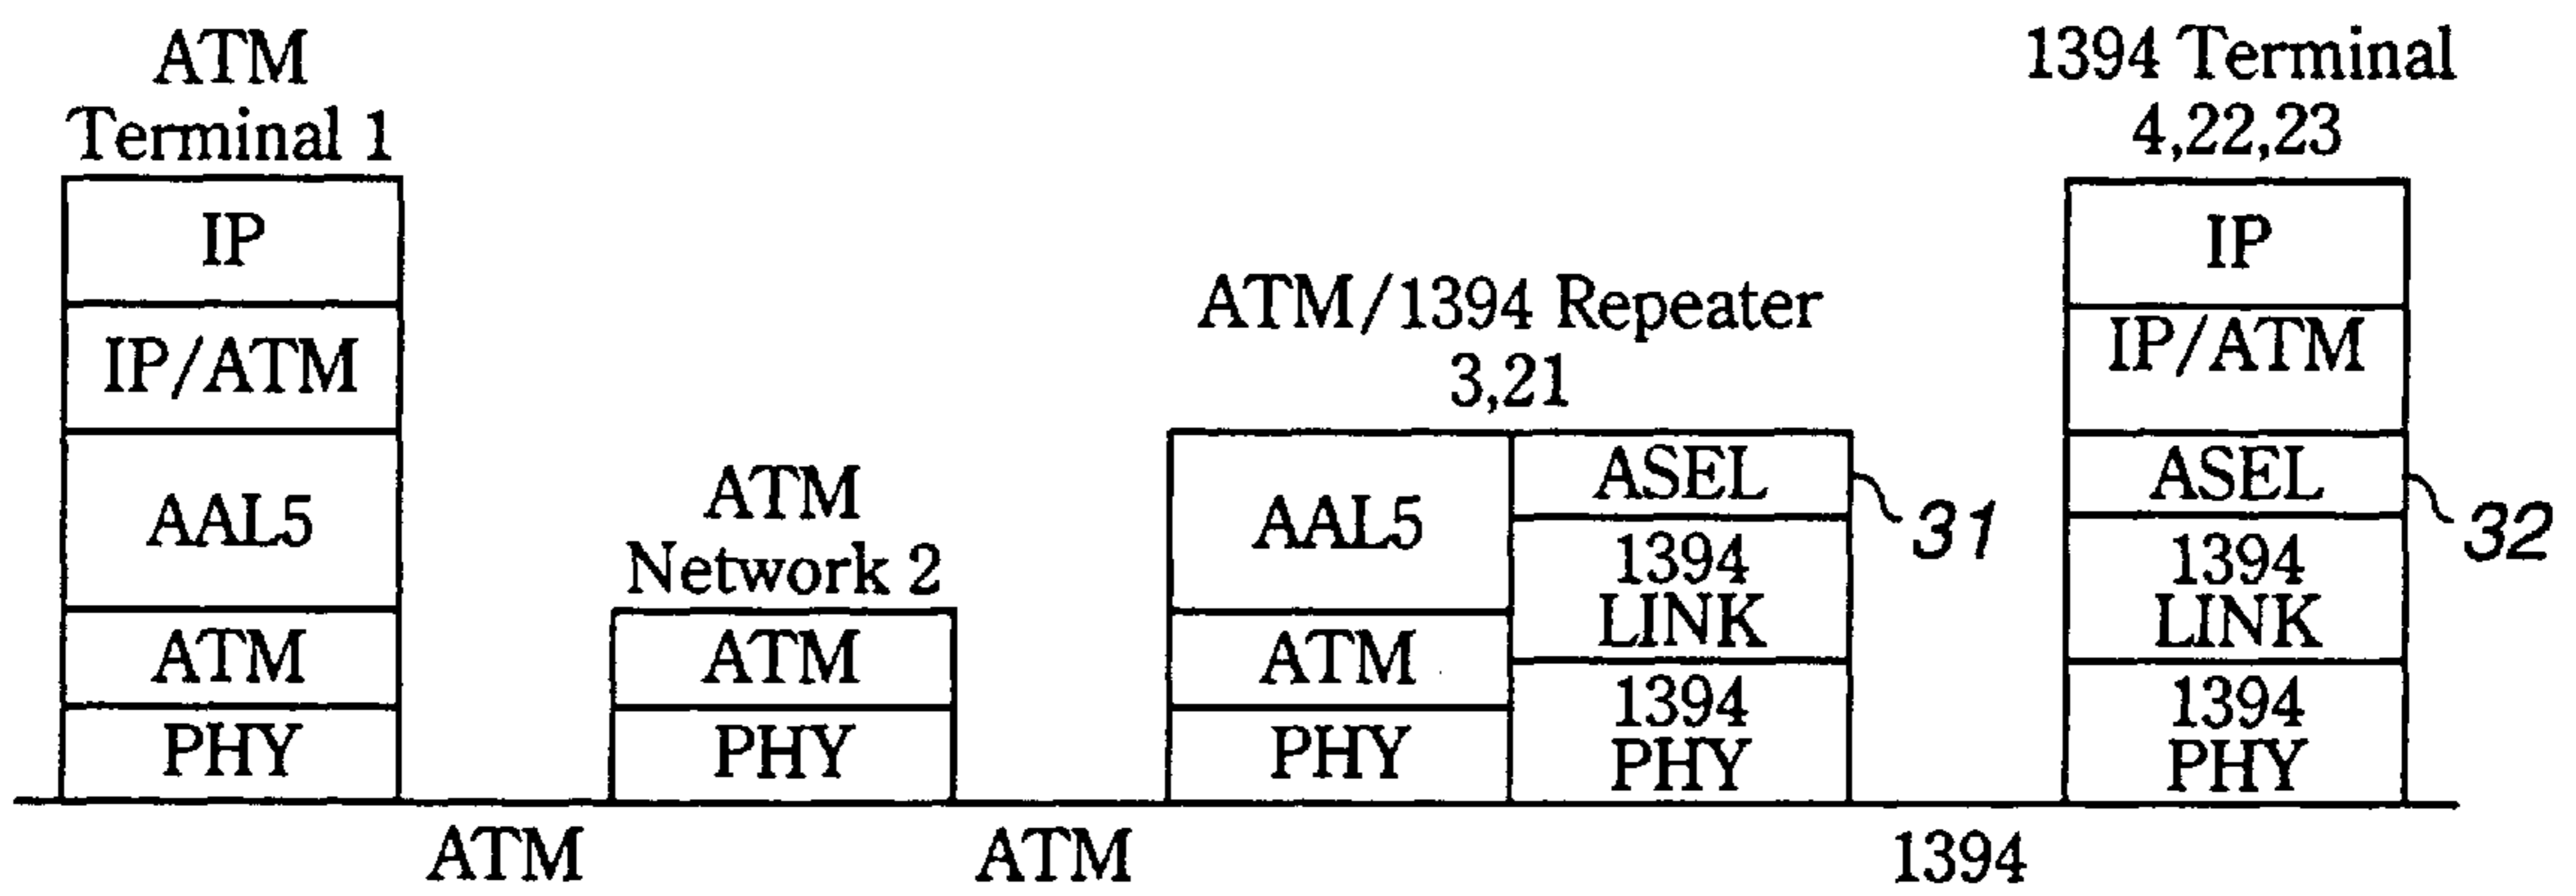 ATM
Terminal 1
IP
IP/ATM
AAL5
ATM
PHY
ATM
Network 2
ATM
PHY
ATM/1394 Repeater
3,21
AAL5
ATM
PHY
ASEL
1394
LINK
1394
PHY
31
1394 Terminal
4,22,23
IP
IP/ATM
ASEL
1394
LINK
1394
PHY
32
ATM
ATM
1394